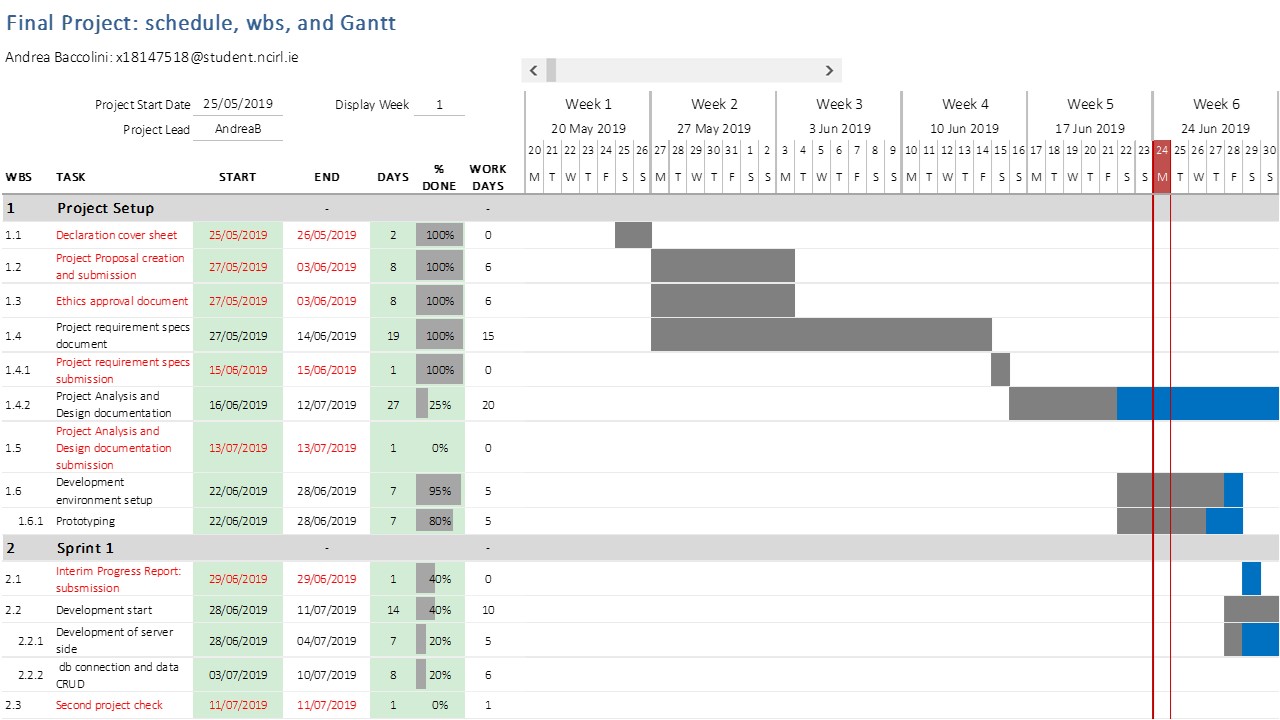 Final Project: schedule, wbs, and Gantt
Andrea Baccolini: x18147518@student.ncirl.ie
Project Start Date 25/05/2019 Display Week 1 Week 1 Week 2 Week 3 Week 4 Week 5 Week 6
Project Lead AndreaB 20 May 2019 27 May 2019 3 Jun 2019 10 Jun 2019 17 Jun 2019 24 Jun 2019
20 21 22 23 24 25 26 27 28 29 30 31 1 2 3 4 5 6 7 8 9 10 11 12 13 14 15 16 17 18 19 20 21 22 23 24 25 26 27 28 29 30
WBS TASK START END DAYS % DONE WORK DAYS M T W T F S S M T W T F S S M T W T F S S M T W T F S S M T W T F S S M T W T F S S
1 Project Setup - -
1.1 Declaration cover sheet 25/05/2019 26/05/2019 2 100% 0
1.2 Project Proposal creation and submission 27/05/2019 03/06/2019 8 100% 6
1.3 Ethics approval document 27/05/2019 03/06/2019 8 100% 6
1.4 Project requirement specs document 27/05/2019 14/06/2019 19 100% 15
1.4.1 Project requirement specs submission 15/06/2019 15/06/2019 1 100% 0
1.4.2 Project Analysis and Design documentation 16/06/2019 12/07/2019 27 25% 20
1.5 Project Analysis and Design documentation submission 13/07/2019 13/07/2019 1 0% 0
1.6 Development environment setup 22/06/2019 28/06/2019 7 95% 5
1.6.1 Prototyping 22/06/2019 28/06/2019 7 80% 5
2 Sprint 1 - -
2.1 Interim Progress Report: subsmission 29/06/2019 29/06/2019 1 40% 0
2.2 Development start 28/06/2019 11/07/2019 14 40% 10
2.2.1 Development of server side 28/06/2019 04/07/2019 7 20% 5
2.2.2 db connection and data CRUD 03/07/2019 10/07/2019 8 20% 6
2.3 Second project check 11/07/2019 11/07/2019 1 0% 1